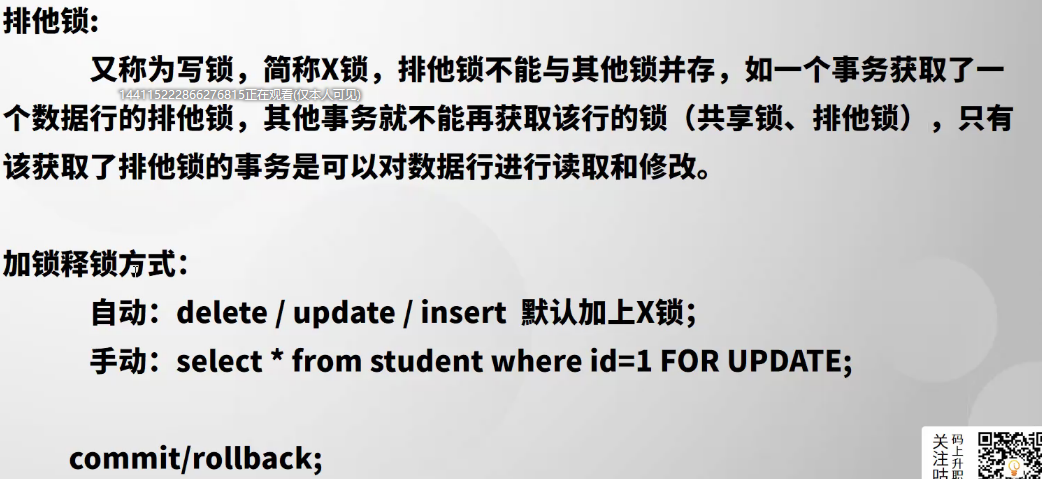 排他锁:
又称为写锁，简称X锁，排他锁不能与其他锁并存，如一个事务获取了一
144115222866276815正在观看(仅本人可见)
个数据行的排他锁，其他事务就不能再获取该行的锁（共享锁、排他锁），只有
该获取了排他锁的事务是可以对数据行进行读取和修改。
加锁释锁方式：
自动：delete / update / insert 默认加上X锁；
手动：select * from student where id=1 FOR UPDATE;
commit/rollback;
关注咕
码上升职